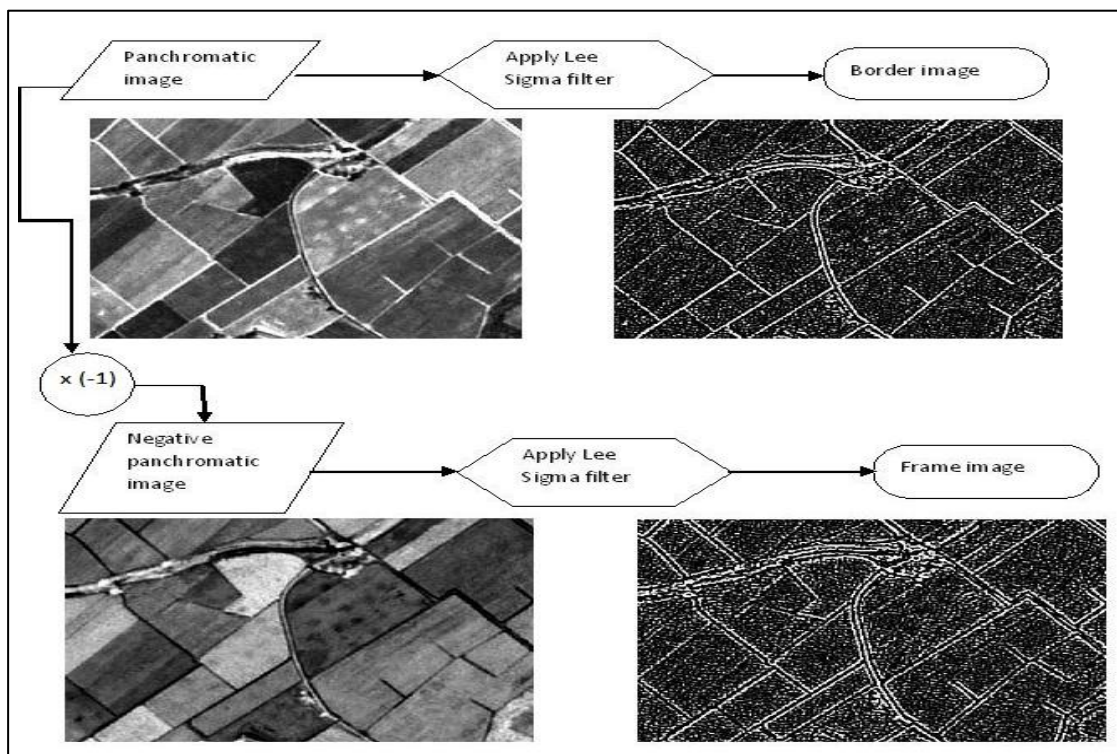 Panchromatic
image
Apply Lee
Sigma filter
Border image
x (-1)
Negative
panchromatic
image
Apply Lee
Sigma filter
Frame image